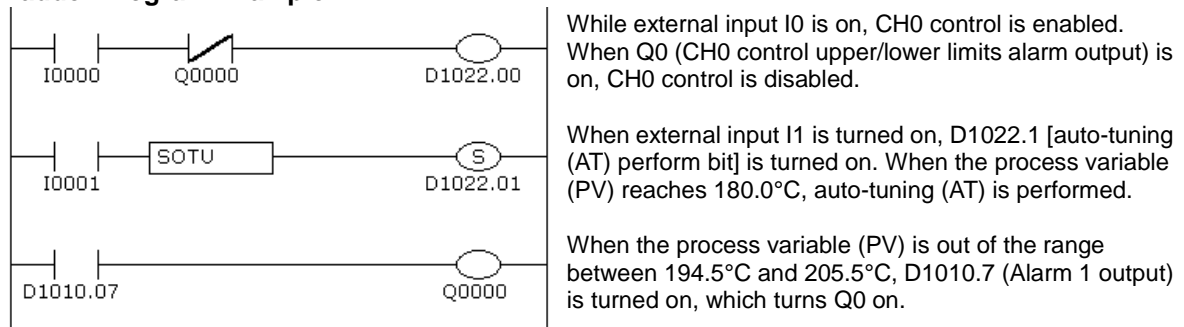 While external input I0 is on, CH0 control is enabled.
When Q0 (CH0 control upper/lower limits alarm output) is
on, CH0 control is disabled.
I0000 Q0000 D1022.00
When external input I1 is turned on, D1022.1 [auto-tuning
(AT) perform bit] is turned on. When the process variable
(PV) reaches 180.0°C, auto-tuning (AT) is performed.
SOTU S
I0001 D1022.01
When the process variable (PV) is out of the range
between 194.5°C and 205.5°C, D1010.7 (Alarm 1 output)
is turned on, which turns Q0 on.
D1010.07 Q0000